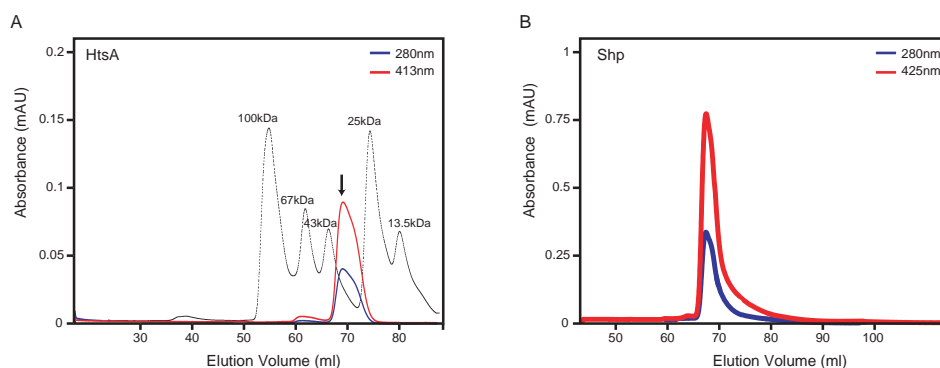 A
HtsA
280nm
413nm
0.2
0.15
0.1
0.05
0
Absorbance (mAU)
100kDa
67kDa
43kDa
25kDa
13.5kDa
30
40
50
60
70
80
Elution Volume (ml)
B
Shp
280nm
425nm
1
0.75
0.5
0.25
0
Absorbance (mAU)
50
60
70
80
90
100
Elution Volume (ml)